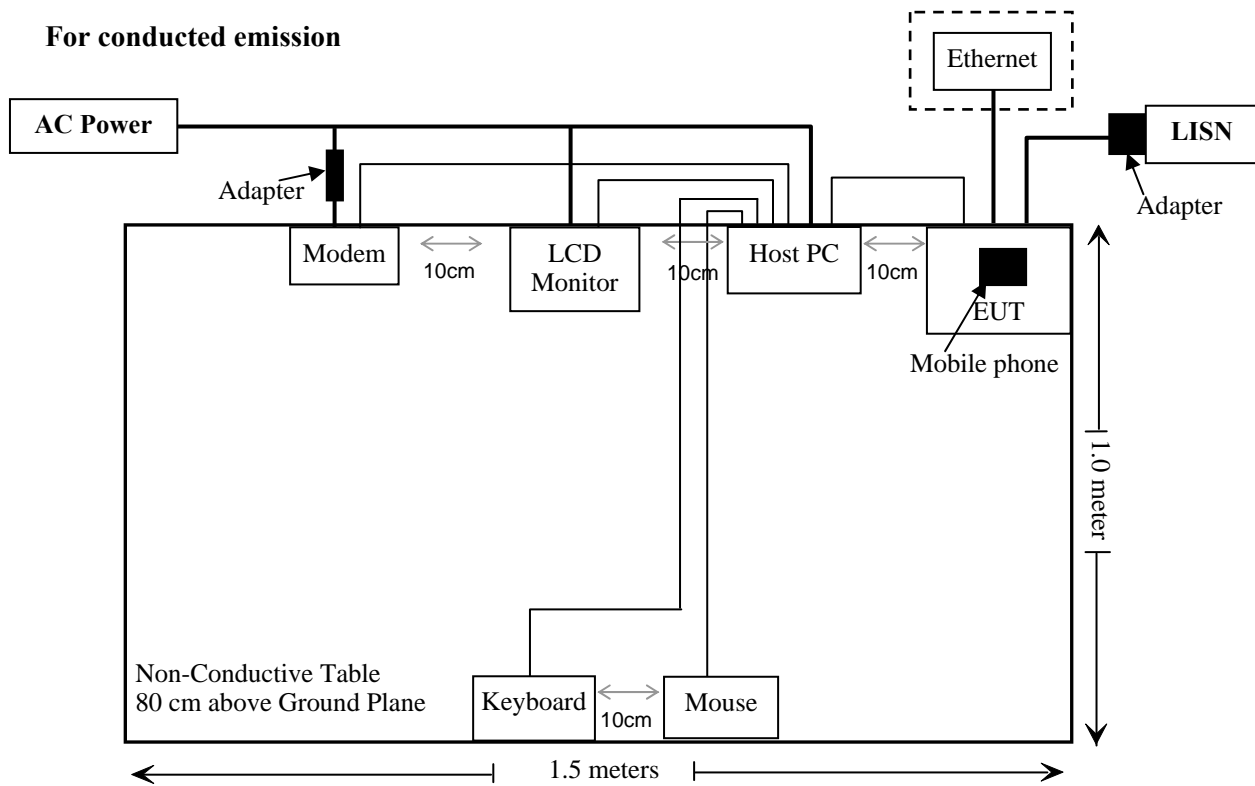 For conducted emission
Ethernet
AC Power
LISN
Adapter
Adapter
Modem
10cm
LCD
Monitor
10cm
Host PC
10cm
EUT
Mobile phone
1.0 meter
Non-Conductive Table
80 cm above Ground Plane
Keyboard
10cm
Mouse
1.5 meters